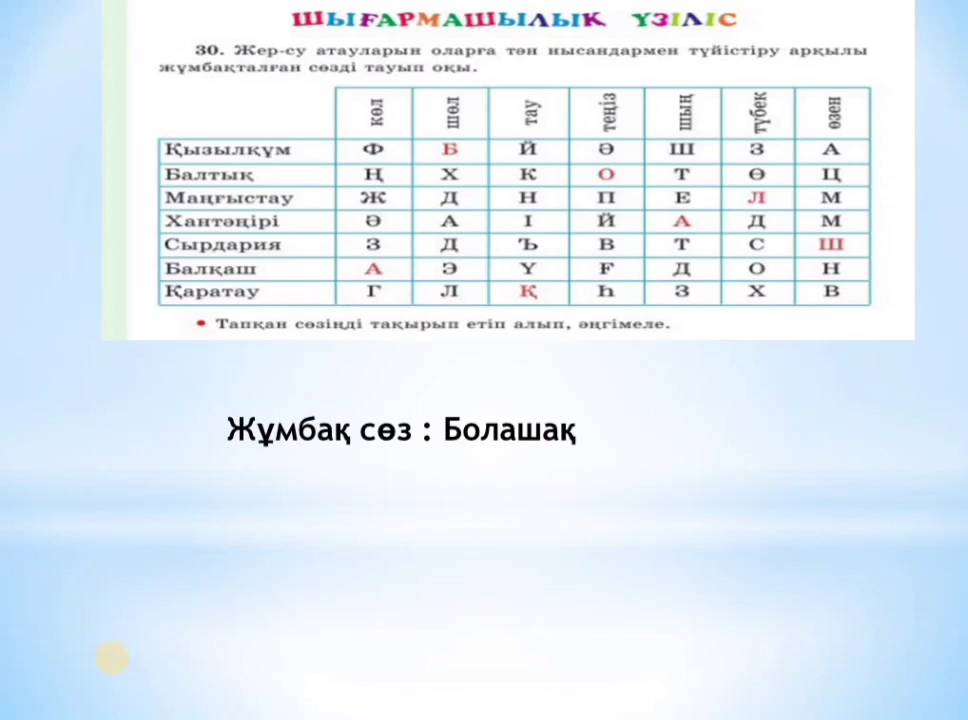 ШЫҒАРМАШЫЛЫҚ ҮЗІЛІС
30. Жер-су атауларын оларға тән нысандармен түйістіру арқылы
жұмбақталған сөзді тауып оқы.
көл шөл тау теңіз шың түбек өзен
Қызылқұм Ф Б Й Ә Ш З А
Балтық Ң Х К О Т Ө Ц
Маңғыстау Ж Д Н П Е Л М
Хантәңірі Ә А І Й А Д М
Сырдария З Д Ъ В Т С Ш
Балқаш А Э Ү Ғ Д О Н
Қаратау Г Л Қ Һ З Х В
• Тапқан сөзіңді тақырып етіп алып, әңгімеле.
Жұмбақ сөз : Болашақ